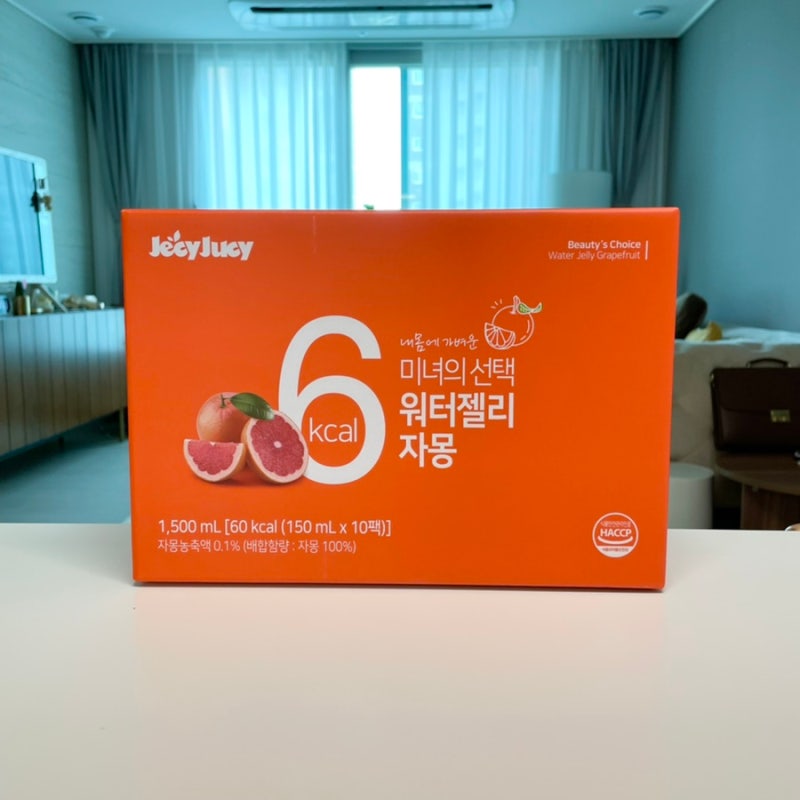 JecyJucy
Beauty's Choice
Water Jelly Grapefruit
6
kcal
내 몸에 가벼운
미녀의 선택
워터젤리
자몽
1,500 mL [60 kcal (150 mL x 10팩)]
자몽농축액 0.1% (배합함량 : 자몽 100%)
HACCP